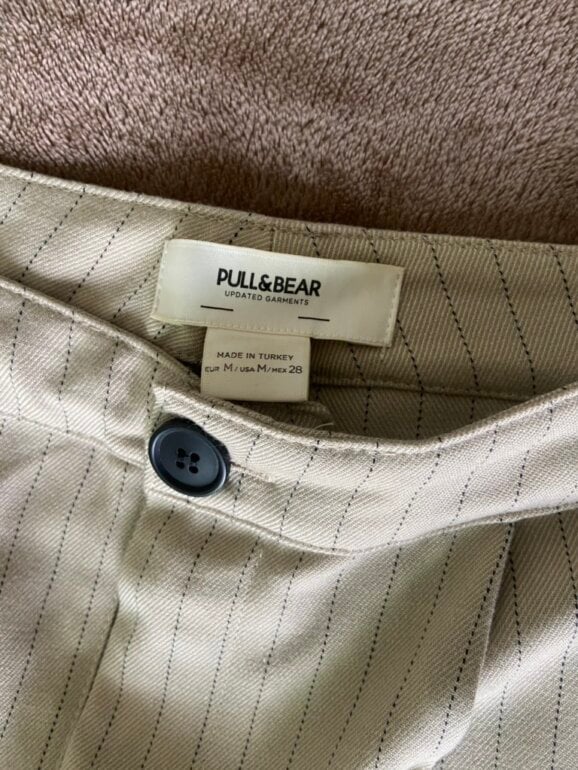 PULL&BEAR
UPDATED GARMENTS
MADE IN TURKEY
EUR M/USA M/MEX 28